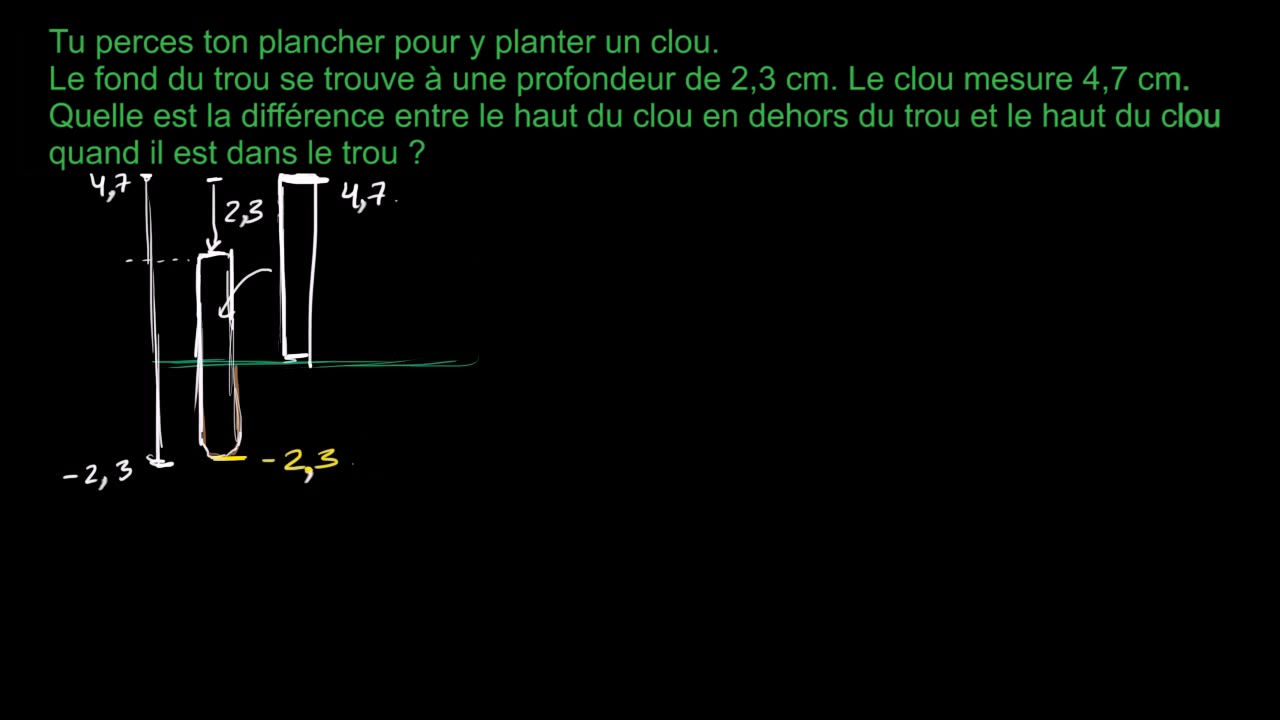 Tu perces ton plancher pour y planter un clou.
Le fond du trou se trouve à une profondeur de 2,3 cm. Le clou mesure 4,7 cm.
Quelle est la différence entre le haut du clou en dehors du trou et le haut du clou
quand il est dans le trou ?
4,7
2,3
4,7
-2,3
-2,3